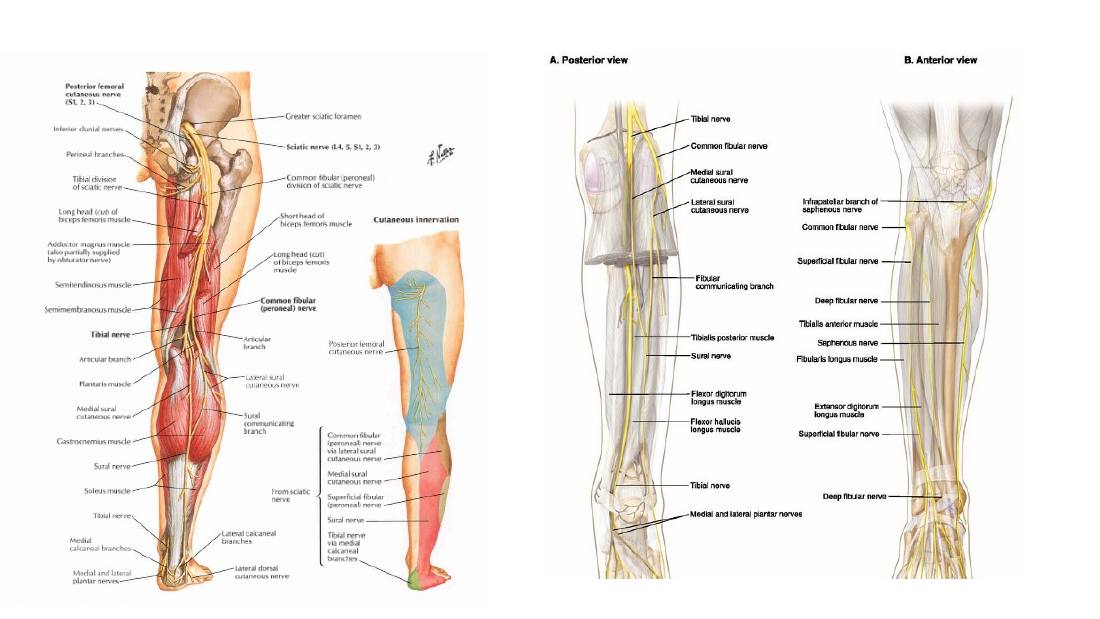 Posterior femoral
cutaneous nerve
(S1, 2, 3)
Inferior clunial nerves
Perineal branches
Tibial division
of sciatic nerve
Long head (cut) of
biceps femoris muscle
Adductor magnus muscle
(also partially supplied
by obturator nerve)
Semitendinosus muscle
Semimembranosus muscle
Tibial nerve
Articular branch
Plantaris muscle
Medial sural
cutaneous nerve
Gastrocnemius muscle
Sural nerve
Soleus muscle
Tibial nerve
Medial
calcaneal branches
Medial and lateral
plantar nerves
Greater sciatic foramen
Sciatic nerve (L4, 5, S1, 2, 3)
Common fibular (peroneal)
division of sciatic nerve
Short head of
biceps femoris muscle
Long head (cut)
of biceps femoris
muscle
Common fibular
(peroneal) nerve
Articular
branch
Lateral sural
cutaneous nerve
Sural
communicating
branch
Lateral calcaneal
branches
Lateral dorsal
cutaneous nerve
Cutaneous innervation
Posterior femoral
cutaneous nerve
From sciatic
nerve
Common fibular
(peroneal) nerve
via lateral sural
cutaneous nerve
Medial sural
cutaneous nerve
Superficial fibular
(peroneal) nerve
Sural nerve
Tibial nerve
via medial
calcaneal
branches
A. Posterior view
Tibial nerve
Common fibular nerve
Medial sural
cutaneous nerve
Lateral sural
cutaneous nerve
Fibular
communicating branch
Tibialis posterior muscle
Sural nerve
Flexor digitorum
longus muscle
Flexor hallucis
longus muscle
Tibial nerve
Medial and lateral plantar nerves
B. Anterior view
Infrapatellar branch of
saphenous nerve
Common fibular nerve
Superficial fibular nerve
Deep fibular nerve
Tibialis anterior muscle
Saphenous nerve
Fibularis longus muscle
Extensor digitorum
longus muscle
Superficial fibular nerve
Deep fibular nerve